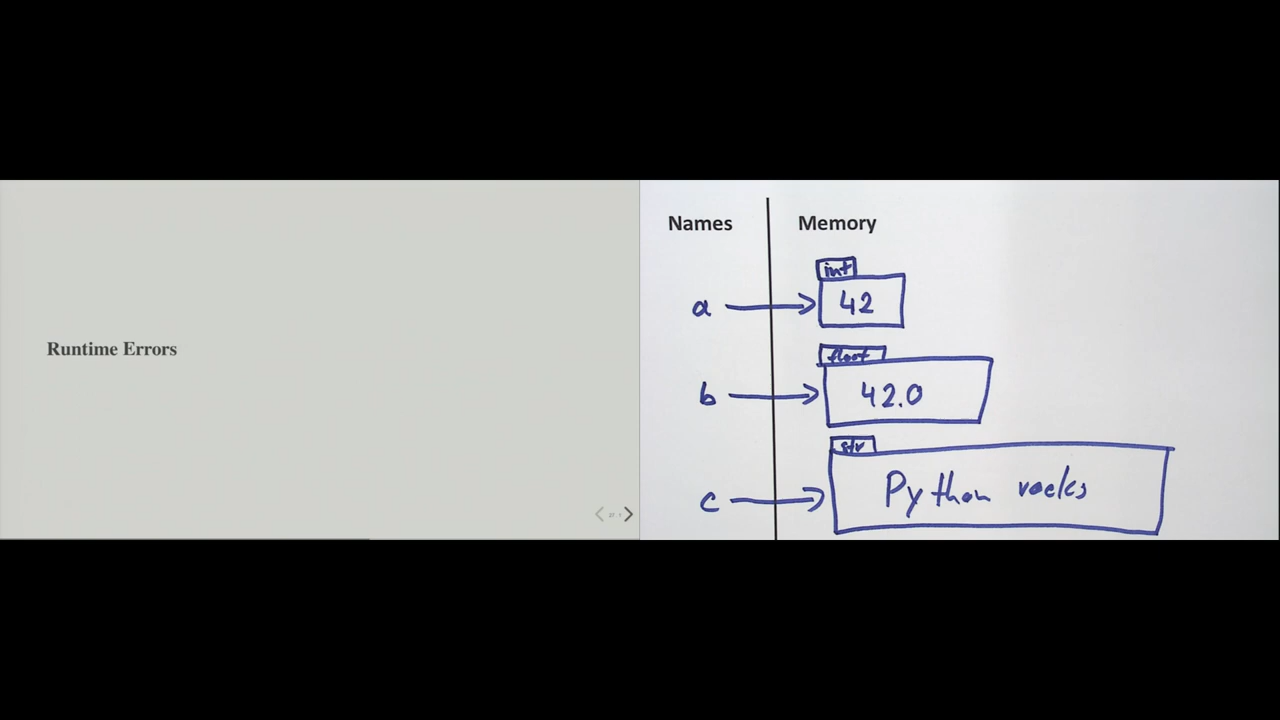 Runtime Errors
Names Memory
int
a 42
float
b 42.0
str
c Python rocks